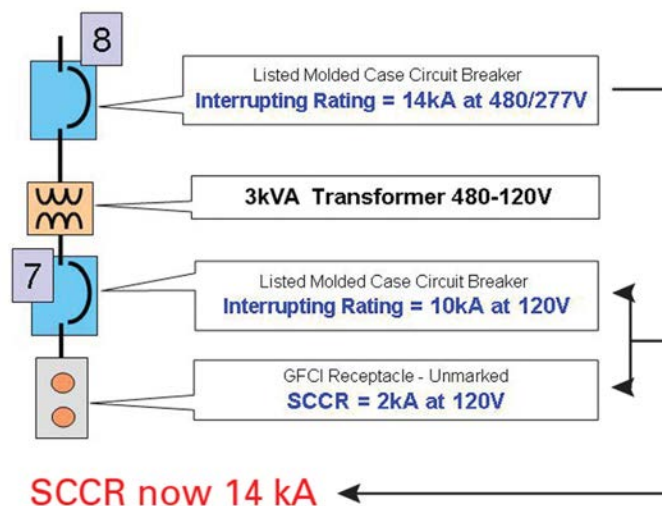 8
Listed Molded Case Circuit Breaker
Interrupting Rating = 14kA at 480/277V
3kVA Transformer 480-120V
7
Listed Molded Case Circuit Breaker
Interrupting Rating = 10kA at 120V
GFCI Receptacle - Unmarked
SCCR = 2kA at 120V
SCCR now 14 kA